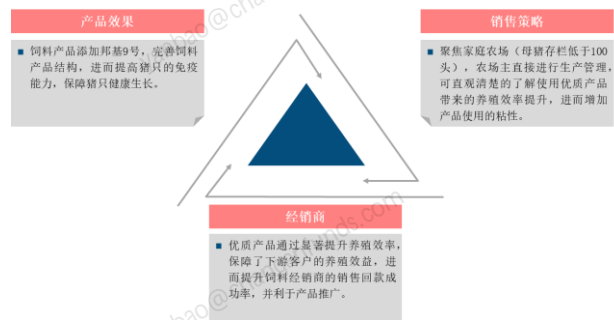 产品效果
■ 饲料产品添加邦基9号，完善饲料
产品结构，进而提高猪只的免疫
能力，保障猪只健康生长。
销售策略
■ 聚焦家庭农场（母猪存栏低于100
头），农场主直接进行生产管理，
可直观清楚的了解使用优质产品
带来的养殖效率提升，进而增加
产品使用的粘性。
经销商
■ 优质产品通过显著提升养殖效率，
保障了下游客户的养殖效益，进
而提升饲料经销商的销售回款成
功率，并利于产品推广。